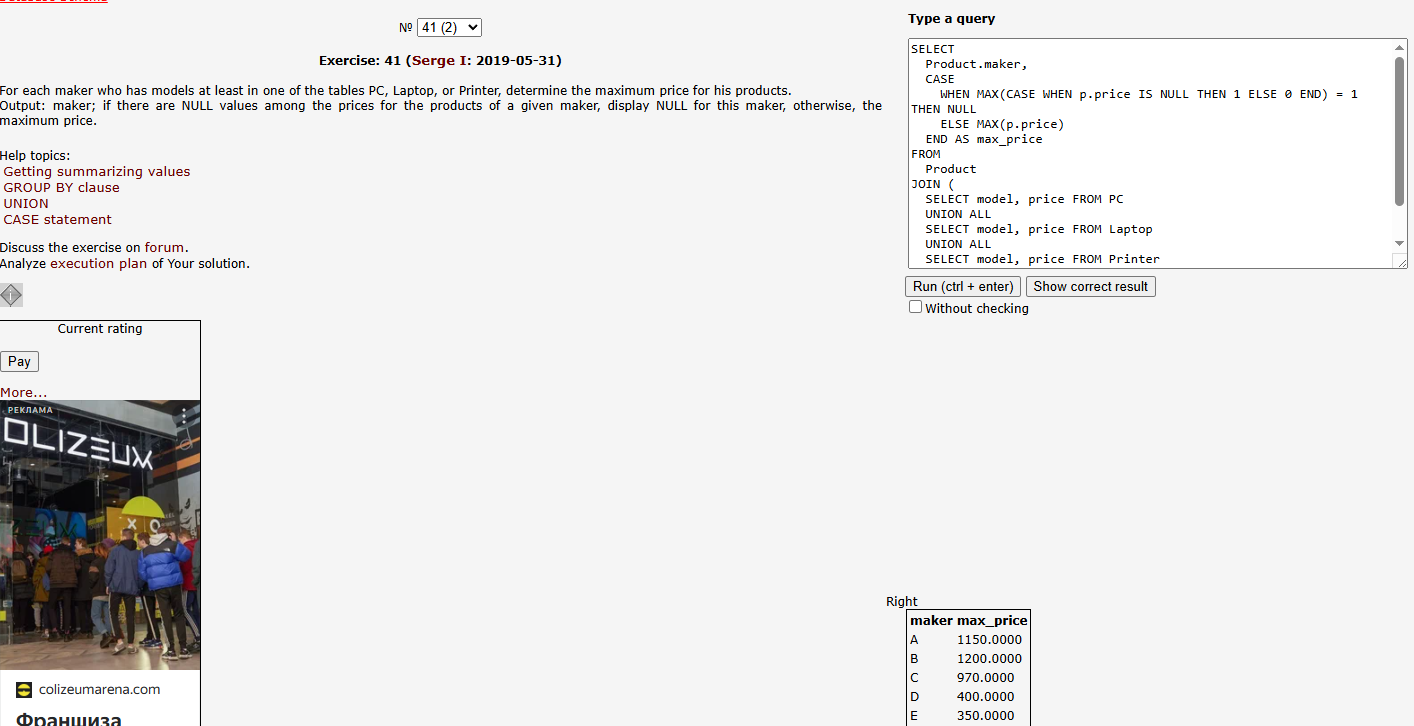 № 41 (2)
Exercise: 41 (Serge I: 2019-05-31)
For each maker who has models at least in one of the tables PC, Laptop, or Printer, determine the maximum price for his products.
Output: maker; if there are NULL values among the prices for the products of a given maker, display NULL for this maker, otherwise, the
maximum price.
Help topics:
Getting summarizing values
GROUP BY clause
UNION
CASE statement
Discuss the exercise on forum.
Analyze execution plan of Your solution.
Current rating
Pay
More...
РЕКЛАМА
OLIZEUM
XO
colizeumarena.com
Франшиза
Type a query
SELECT
Product.maker,
CASE
WHEN MAX(CASE WHEN p.price IS NULL THEN 1 ELSE 0 END) = 1
THEN NULL
ELSE MAX(p.price)
END AS max_price
FROM
Product
JOIN (
SELECT model, price FROM PC
UNION ALL
SELECT model, price FROM Laptop
UNION ALL
SELECT model, price FROM Printer
Run (ctrl + enter) Show correct result
Without checking
Right
maker max_price
A 1150.0000
B 1200.0000
C 970.0000
D 400.0000
E 350.0000